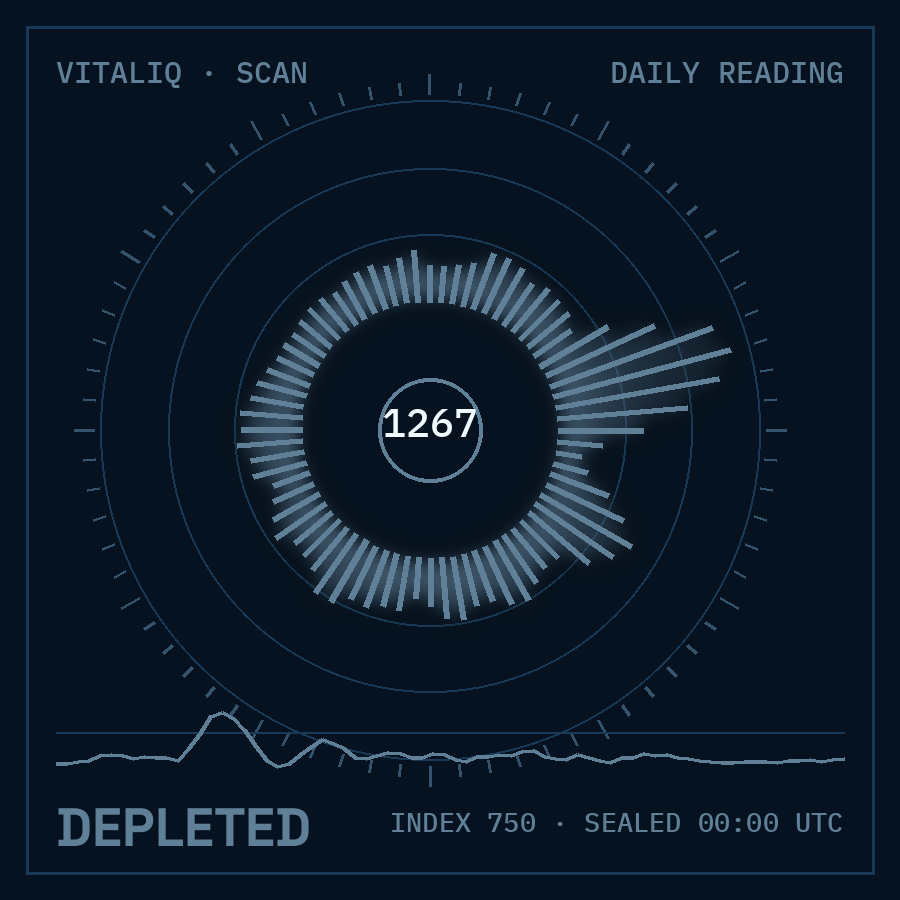 VITALIQ · SCAN
DAILY READING
1267
DEPLETED
INDEX 750 · SEALED 00:00 UTC